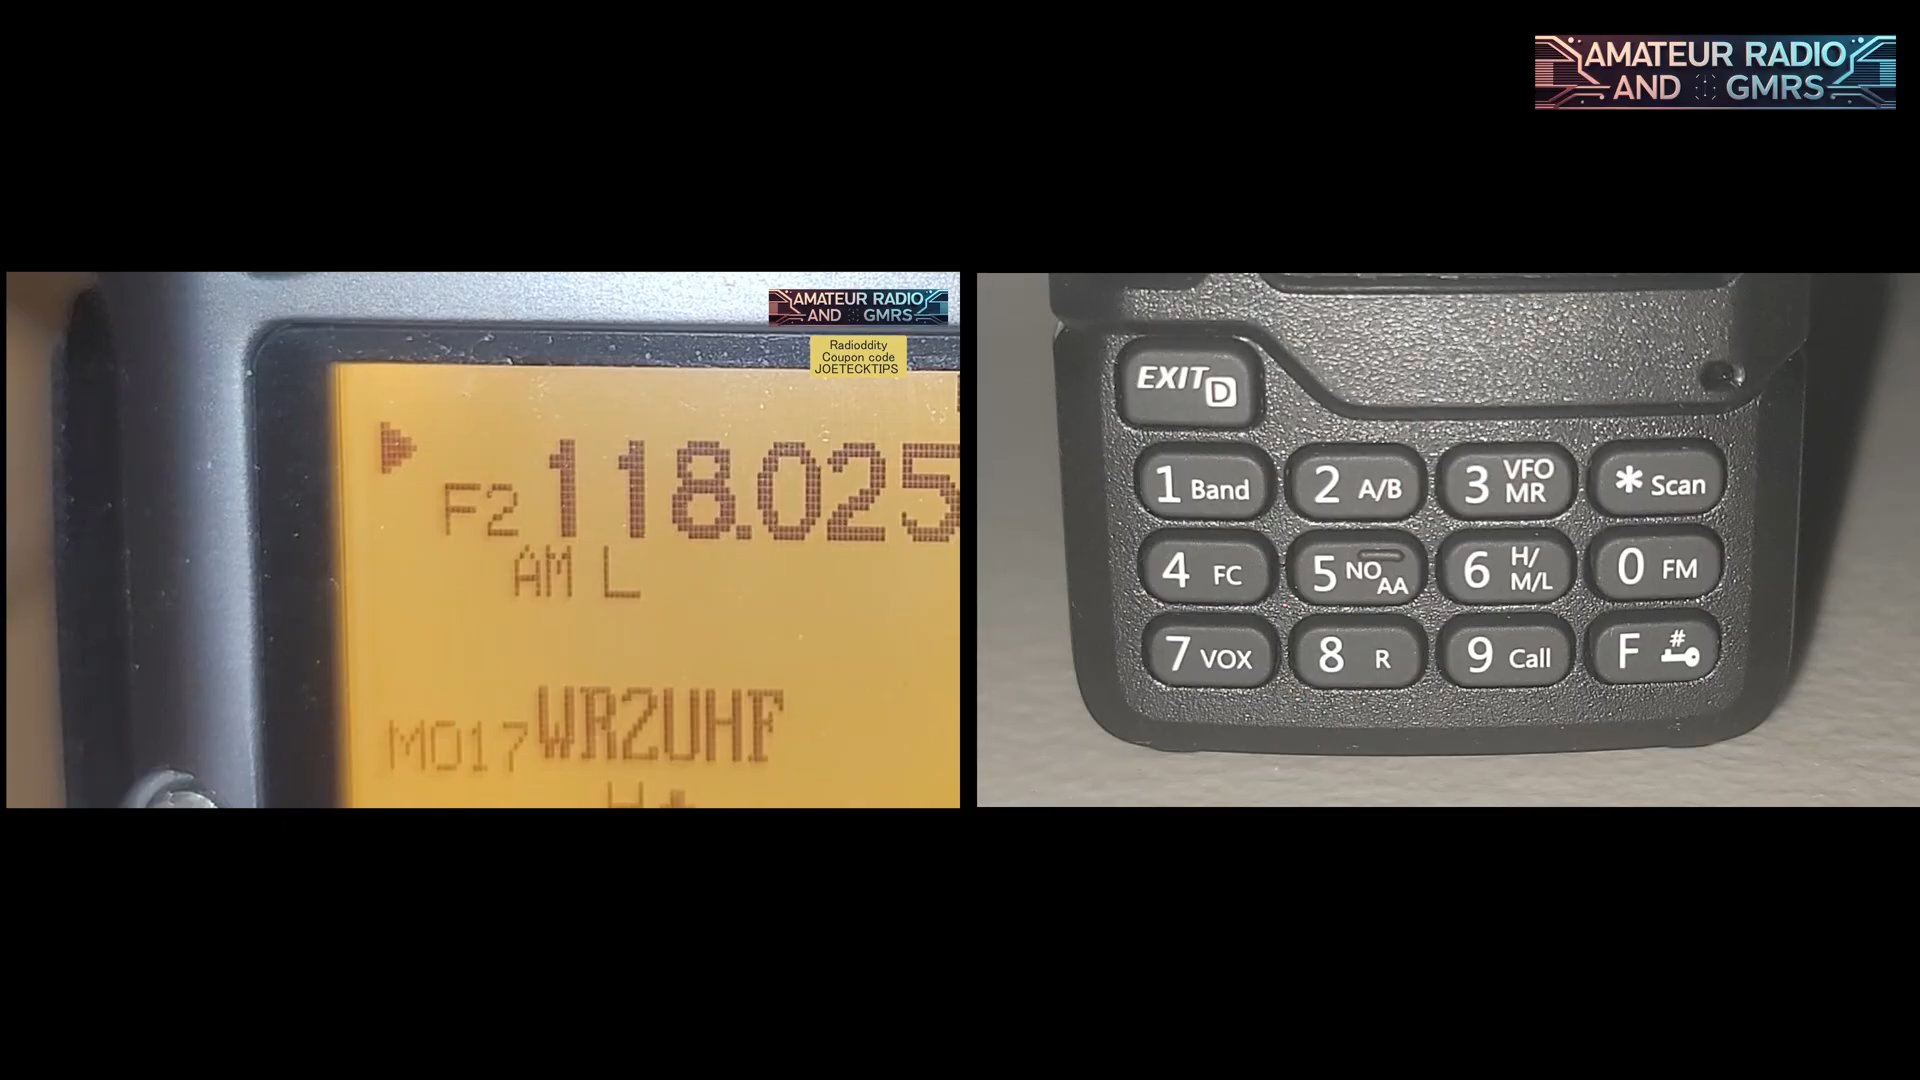 AMATEUR RADIO
AND GMRS
AMATEUR RADIO
AND GMRS
Radioddity
Coupon code
JOETECKTIPS
F2 118.025
AM L
M017 WR2UHF
EXIT D
1 Band
2 A/B
3 VFO MR
* Scan
4 FC
5 NOAA
6 H/M/L
0 FM
7 VOX
8 R
9 Call
F #